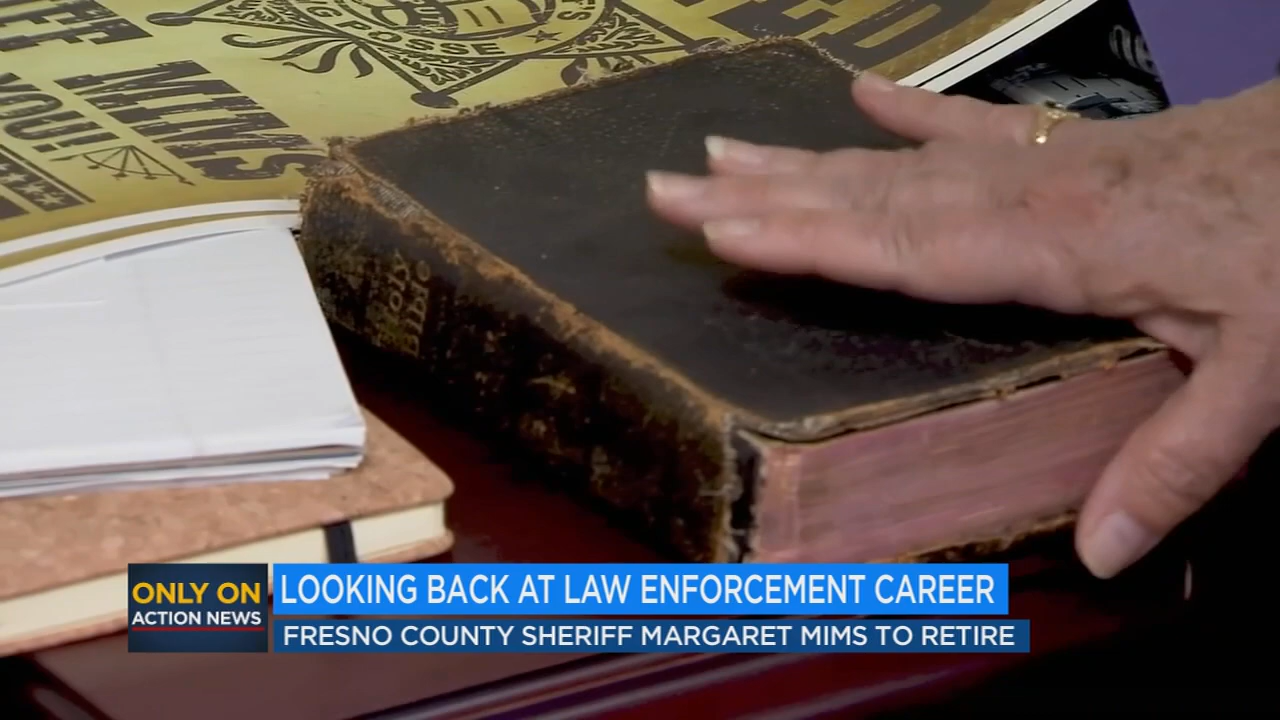 MIMS
YOU!
BIG
POSSE
Holy
Bible
ONLY ON
ACTION NEWS
LOOKING BACK AT LAW ENFORCEMENT CAREER
FRESNO COUNTY SHERIFF MARGARET MIMS TO RETIRE